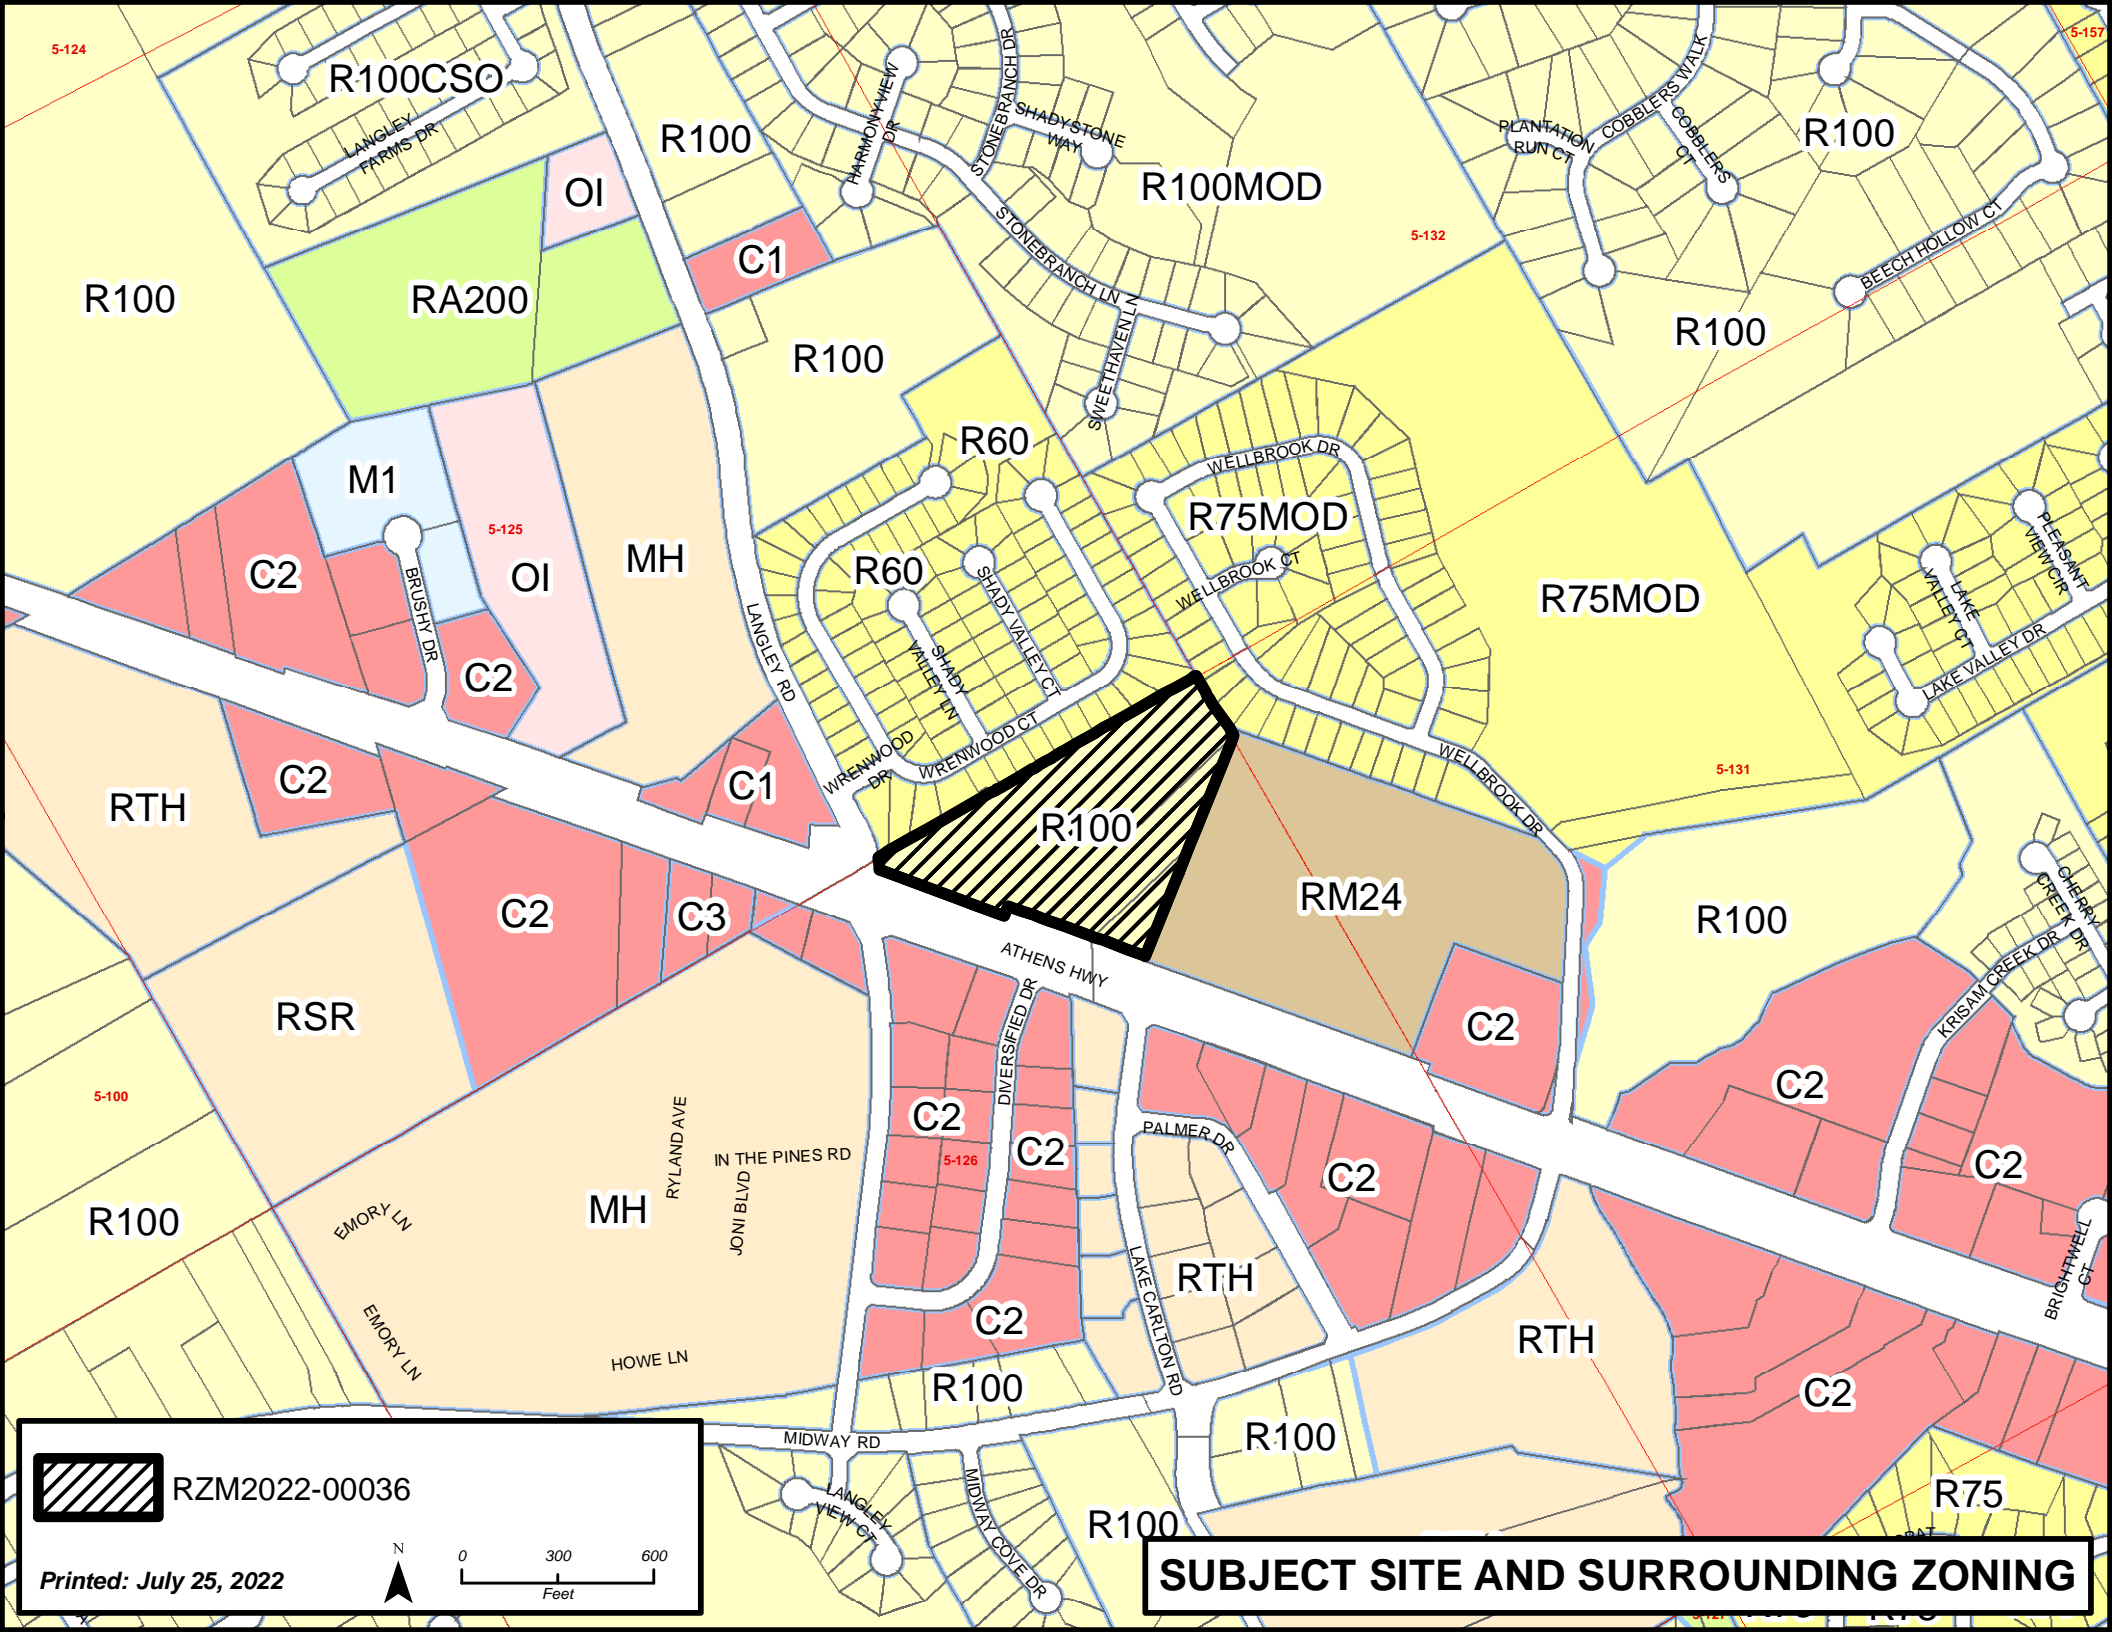 5-124
R100CSO
LANGLEY
FARMS DR
R100
HARMONYVIEW
DR
STONEBRANCH DR
SHADYSTONE
WAY
R100MOD
PLANTATION
RUN CT
COBBLERS WALK
COBBLERS
CT
R100
5-157
OI
C1
STONEBRANCH LN
5-132
BEECH HOLLOW CT
R100
RA200
R100
SWEETHAVEN LN
R100
R60
WELLBROOK DR
M1
5-125
R75MOD
C2
OI
MH
R60
WELLBROOK CT
R75MOD
PLEASANT
VIEW CIR
LAKE
VALLEY CT
LAKE VALLEY DR
BRUSHY DR
LANGLEY RD
SHADY VALLEY CT
SHADY
VALLEY LN
C2
WRENWOOD
DR
WRENWOOD CT
WELLBROOK DR
5-131
C2
C1
RTH
R100
RM24
C2
C3
R100
CHERRY
CREEK DR
KRISAM CREEK DR
ATHENS HWY
RSR
C2
DIVERSIFIED DR
5-100
C2
C2
C2
5-126
PALMER DR
C2
C2
RYLAND AVE
IN THE PINES RD
JONI BLVD
MH
EMORY LN
R100
BRIGHTWELL
CT
LAKE CARLTON RD
RTH
C2
RTH
EMORY LN
HOWE LN
R100
C2
MIDWAY RD
R100
LANGLEY
VIEW CT
MIDWAY COVE DR
R100
R75
RZM2022-00036
Printed: July 25, 2022
N
0 300 600
Feet
SUBJECT SITE AND SURROUNDING ZONING